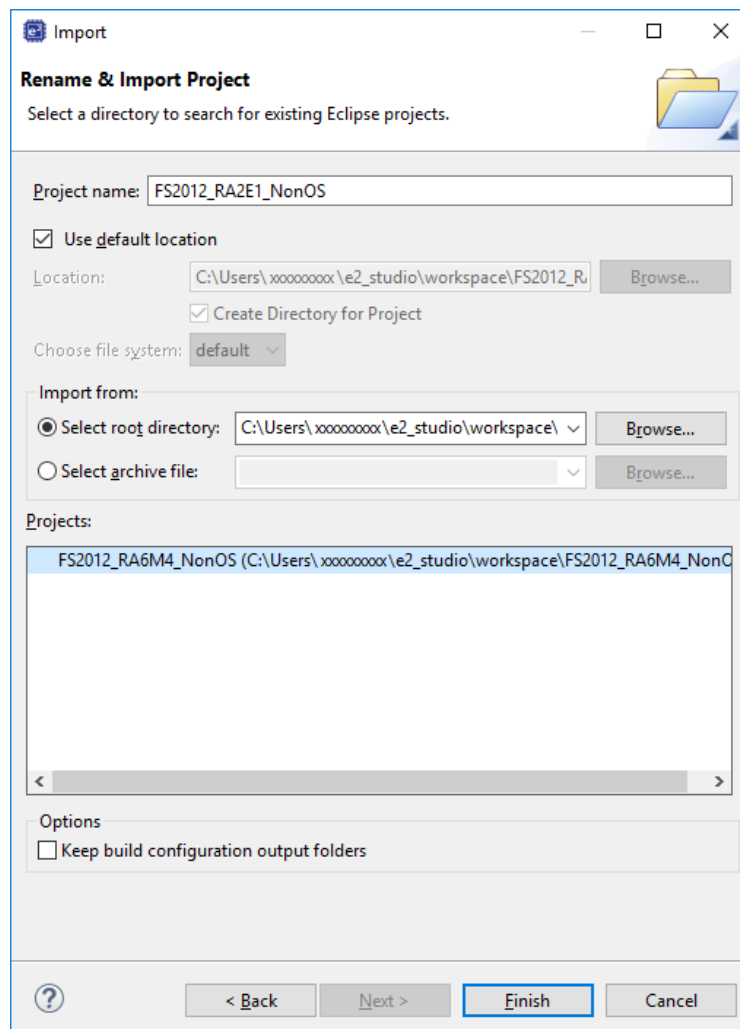 Import
Rename & Import Project
Select a directory to search for existing Eclipse projects.
Project name: FS2012_RA2E1_NonOS
Use default location
Location: C:\Users\xxxxxxxxx\e2_studio\workspace\FS2012_R Browse...
Create Directory for Project
Choose file system: default
Import from:
Select root directory: C:\Users\xxxxxxxxx\e2_studio\workspace\ Browse...
Select archive file: Browse...
Projects:
FS2012_RA6M4_NonOS (C:\Users\xxxxxxxxx\e2_studio\workspace\FS2012_RA6M4_NonO
Options
Keep build configuration output folders
< Back Next > Finish Cancel